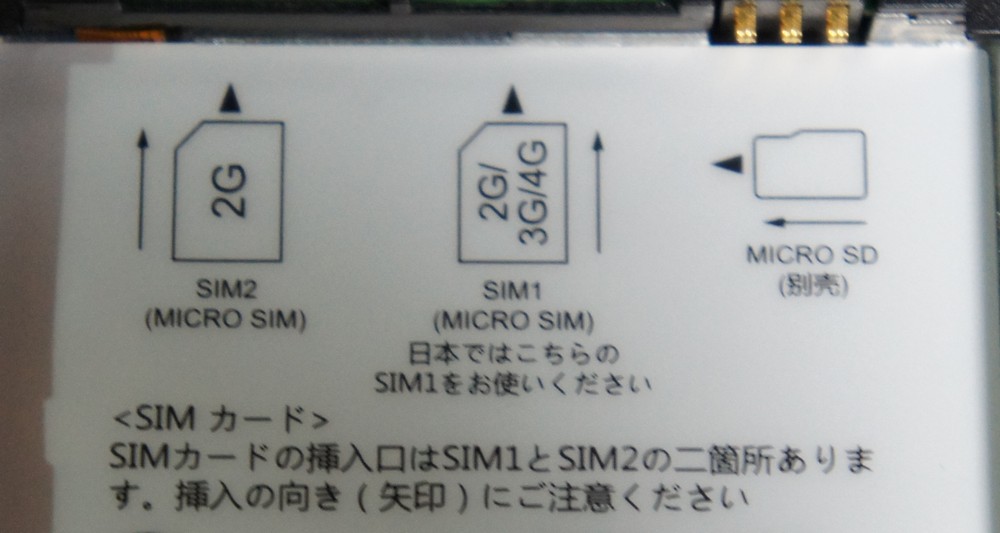 2G
SIM2
(MICRO SIM)
2G/
3G/4G
SIM1
(MICRO SIM)
日本ではこちらの
SIM1をお使いください
MICRO SD
(別売)
<SIM カード>
SIMカードの挿入口はSIM1とSIM2の二箇所ありま
す。挿入の向き(矢印)にご注意ください